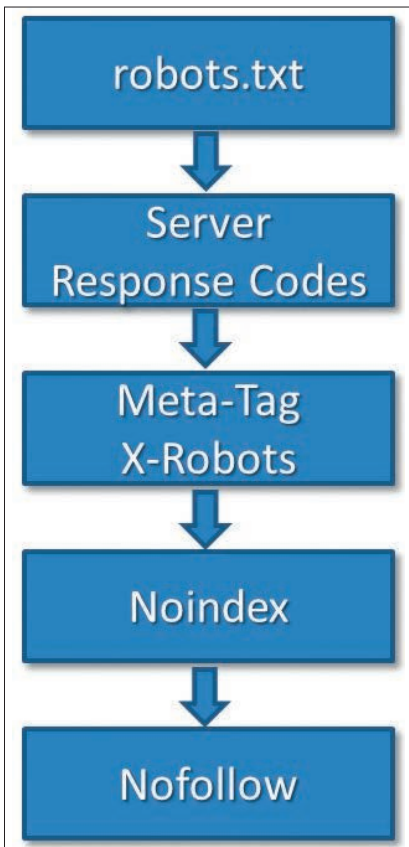 robots.txt
Server
Response Codes
Meta-Tag
X-Robots
Noindex
Nofollow